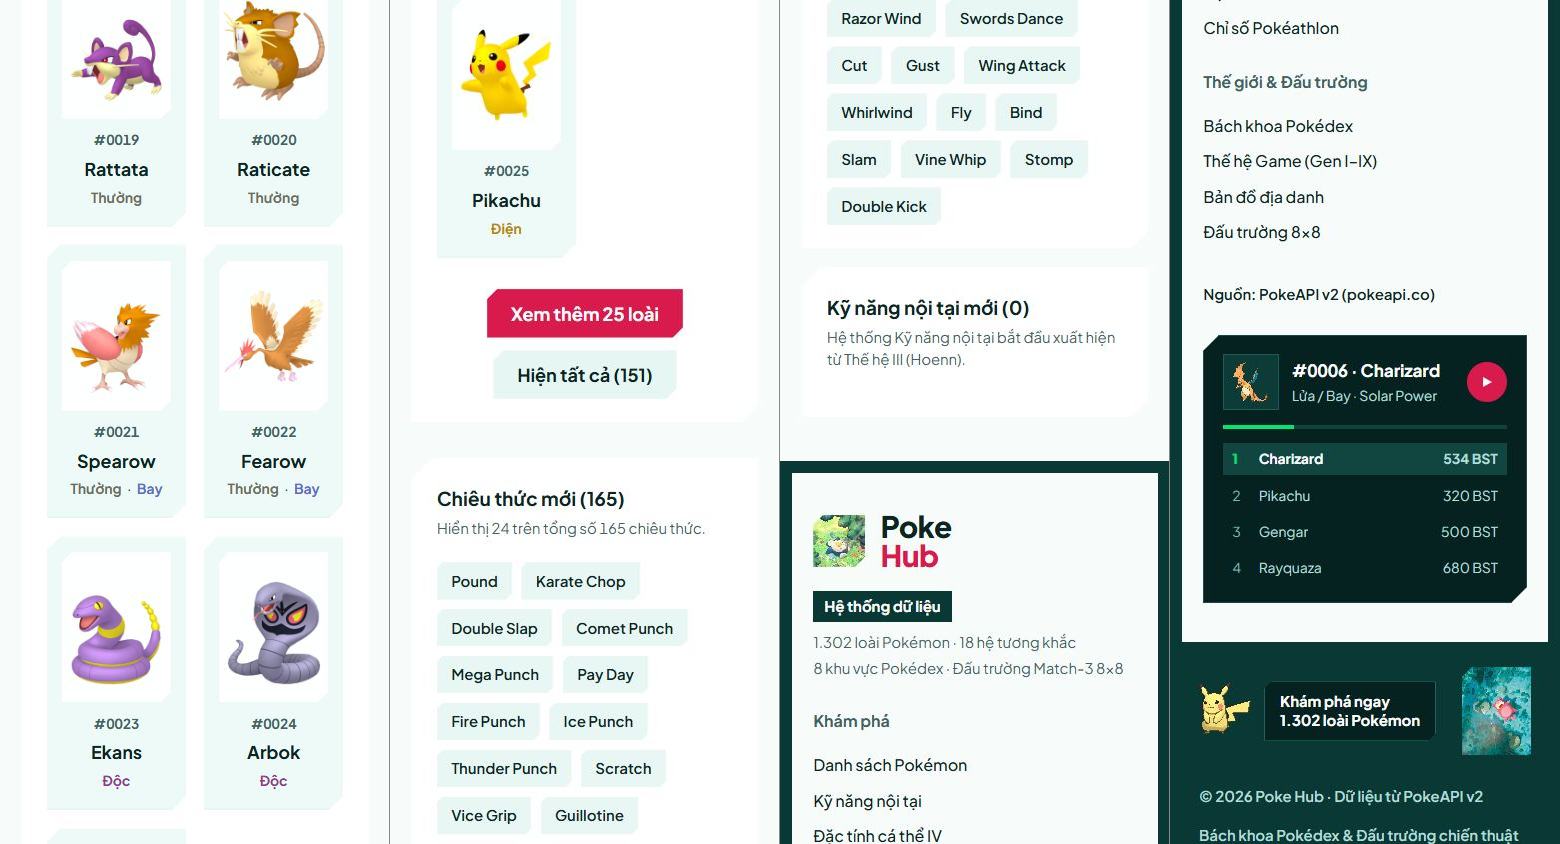 #0019
Rattata
Thường
#0020
Raticate
Thường
#0021
Spearow
Thường · Bay
#0022
Fearow
Thường · Bay
#0023
Ekans
Độc
#0024
Arbok
Độc
#0025
Pikachu
Điện
Xem thêm 25 loài
Hiện tất cả (151)
Chiêu thức mới (165)
Hiển thị 24 trên tổng số 165 chiêu thức.
Pound
Karate Chop
Double Slap
Comet Punch
Mega Punch
Pay Day
Fire Punch
Ice Punch
Thunder Punch
Scratch
Vice Grip
Guillotine
Razor Wind
Swords Dance
Cut
Gust
Wing Attack
Whirlwind
Fly
Bind
Slam
Vine Whip
Stomp
Double Kick
Kỹ năng nội tại mới (0)
Hệ thống Kỹ năng nội tại bắt đầu xuất hiện
từ Thế hệ III (Hoenn).
Poke
Hub
Hệ thống dữ liệu
1.302 loài Pokémon · 18 hệ tương khắc
8 khu vực Pokédex · Đấu trường Match-3 8×8
Khám phá
Danh sách Pokémon
Kỹ năng nội tại
Đặc tính cá thể IV
Chỉ số Pokéathlon
Thế giới & Đấu trường
Bách khoa Pokédex
Thế hệ Game (Gen I–IX)
Bản đồ địa danh
Đấu trường 8×8
Nguồn: PokeAPI v2 (pokeapi.co)
#0006 · Charizard
Lửa / Bay · Solar Power
1 Charizard 534 BST
2 Pikachu 320 BST
3 Gengar 500 BST
4 Rayquaza 680 BST
Khám phá ngay
1.302 loài Pokémon
© 2026 Poke Hub · Dữ liệu từ PokeAPI v2
Bách khoa Pokédex & Đấu trường chiến thuật